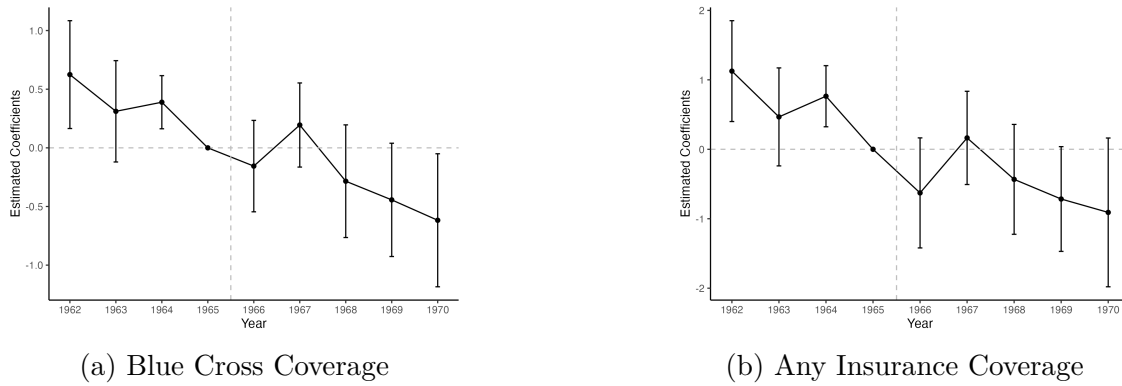 1.0
0.5
0.0
-0.5
-1.0
Estimated Coefficients
1962 1963 1964 1965 1966 1967 1968 1969 1970
Year
(a) Blue Cross Coverage
2
1
0
-1
-2
Estimated Coefficients
1962 1963 1964 1965 1966 1967 1968 1969 1970
Year
(b) Any Insurance Coverage